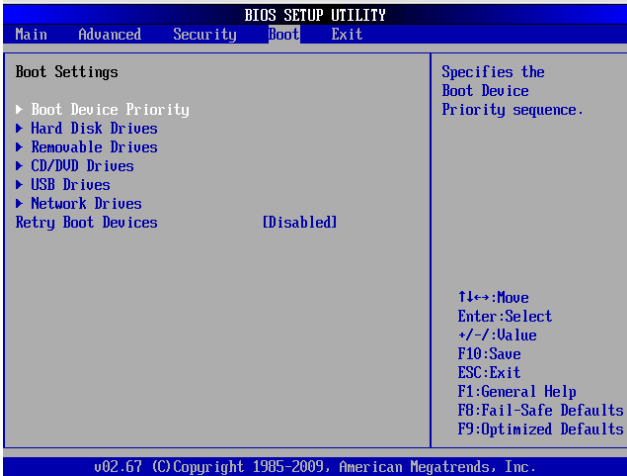 BIOS SETUP UTILITY
Main Advanced Security Boot Exit
Boot Settings
▶ Boot Device Priority
▶ Hard Disk Drives
▶ Removable Drives
▶ CD/DVD Drives
▶ USB Drives
▶ Network Drives
Retry Boot Devices [Disabled]
Specifies the
Boot Device
Priority sequence.
↑↓←→:Move
Enter:Select
+/-/:Value
F10:Save
ESC:Exit
F1:General Help
F8:Fail-Safe Defaults
F9:Optimized Defaults
v02.67 (C)Copyright 1985-2009, American Megatrends, Inc.